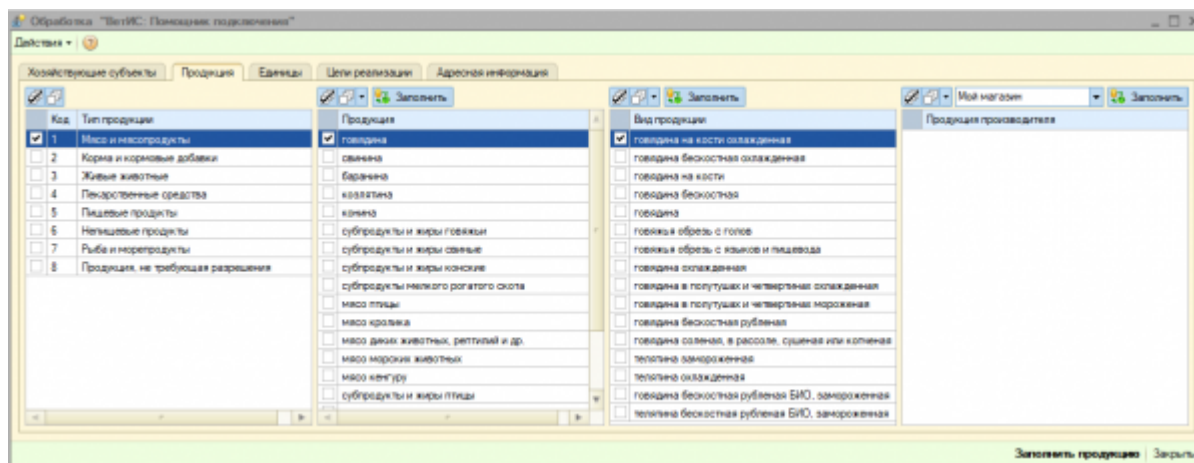 Обработка "ВетИС: Помощник подключения"
Действия
Хозяйствующие субъекты Продукция Единицы Цели реализации Адресная информация
Заполнить Заполнить Мой магазин Заполнить
Код Тип продукции
1 Мясо и мясопродукты
2 Корма и кормовые добавки
3 Живые животные
4 Лекарственные средства
5 Пищевые продукты
6 Непищевые продукты
7 Рыба и морепродукты
8 Продукция, не требующая разрешения
Продукция
говядина
свинина
баранина
козлятина
конина
субпродукты и жиры говяжьи
субпродукты и жиры свиные
субпродукты и жиры конские
субпродукты мелкого рогатого скота
мясо птицы
мясо кролика
мясо диких животных, рептилий и др.
мясо морских животных
мясо кенгуру
субпродукты и жиры птицы
Вид продукции
говядина на кости охлажденная
говядина бескостная охлажденная
говядина на кости
говядина бескостная
говядина
говяжья обрезь с голов
говяжья обрезь с языков и пищевода
говядина охлажденная
говядина в полутушах и четвертинах охлажденная
говядина в полутушах и четвертинах мороженая
говядина бескостная рубленая
говядина соленая, в рассоле, сушеная или копченая
телятина замороженная
телятина охлажденная
говядина бескостная рубленая БИО, замороженная
телятина бескостная рубленая БИО, замороженная
Продукция производителя
Заполнить продукцию Закрыть